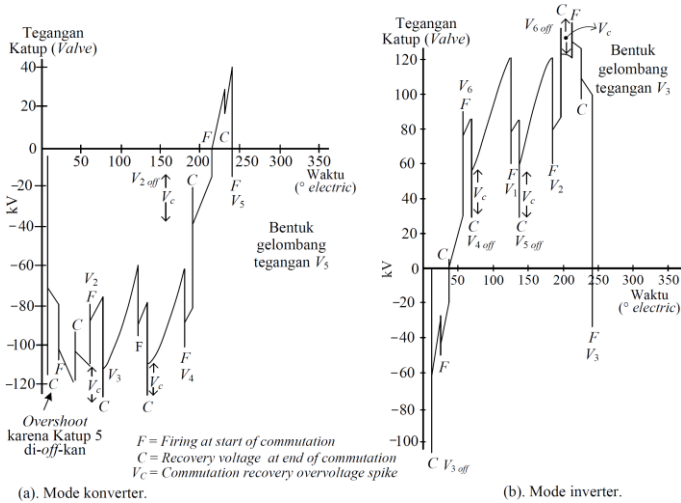 Tegangan
Katup (Valve)
40
20
0
−20
−40
−60
−80
−100
−120
kV
50
100
150
200
250
300
350
Waktu
(° electric)
V2 off
Vc
F
C
F
V5
C
Bentuk
gelombang
tegangan V5
V2
F
C
F
C
Vc
V3
C
F
Vc
C
F
V4
Overshoot
karena Katup 5
di-off-kan
F = Firing at start of commutation
C = Recovery voltage at end of commutation
VC = Commutation recovery overvoltage spike
(a). Mode konverter.
Tegangan
Katup (Valve)
120
100
80
60
40
20
0
−20
−40
−60
−80
−100
kV
50
100
150
200
250
300
350
Waktu
(° electric)
V6 off
C
F
Vc
Bentuk
gelombang
tegangan V3
V6
F
C
F
V1
F
V2
Vc
C
V4 off
Vc
C
V5 off
C
F
F
V3
C V3 off
(b). Mode inverter.